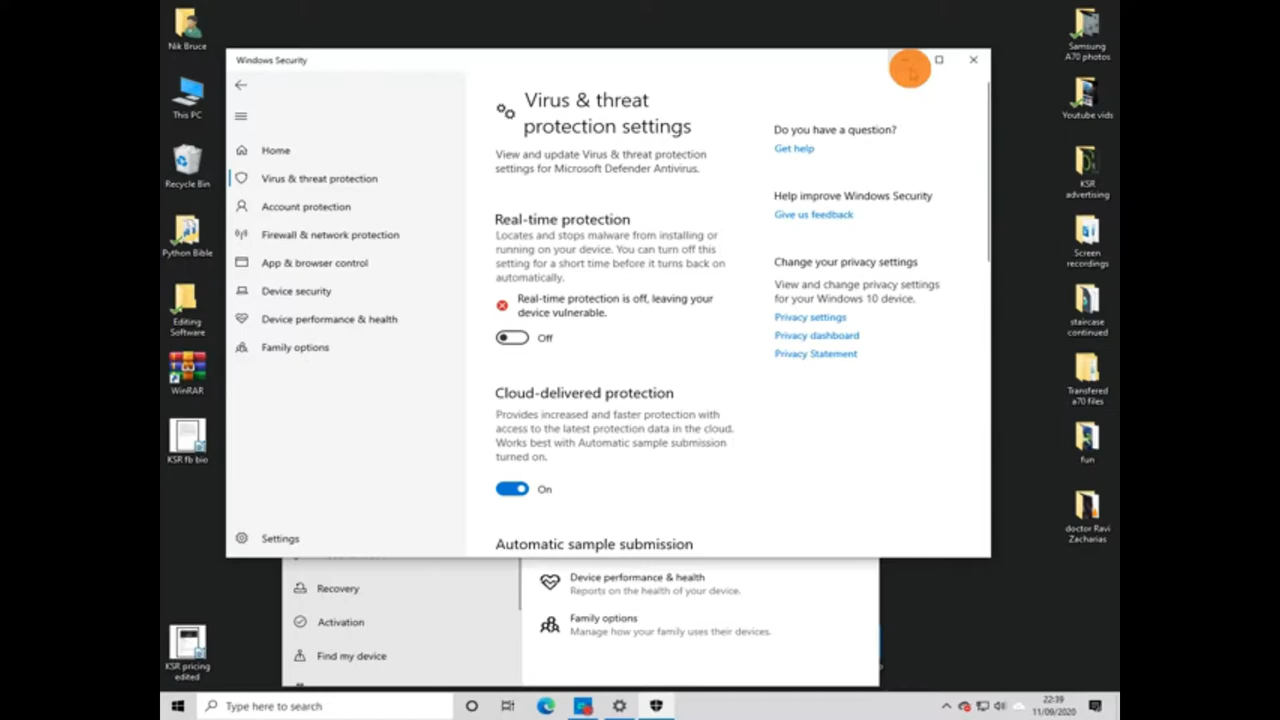 Nik Bruce
This PC
Recycle Bin
Python Bible
Editing
Software
WinRAR
KSR fb bio
KSR pricing
edited
Windows Security
Home
Virus & threat protection
Account protection
Firewall & network protection
App & browser control
Device security
Device performance & health
Family options
Settings
Virus & threat
protection settings
View and update Virus & threat protection
settings for Microsoft Defender Antivirus.
Real-time protection
Locates and stops malware from installing or
running on your device. You can turn off this
setting for a short time before it turns back on
automatically.
Real-time protection is off, leaving your
device vulnerable.
Off
Cloud-delivered protection
Provides increased and faster protection with
access to the latest protection data in the cloud.
Works best with Automatic sample submission
turned on.
On
Automatic sample submission
Do you have a question?
Get help
Help improve Windows Security
Give us feedback
Change your privacy settings
View and change privacy settings
for your Windows 10 device.
Privacy settings
Privacy dashboard
Privacy Statement
Recovery
Activation
Find my device
Device performance & health
Reports on the health of your device.
Family options
Manage how your family uses their devices.
Samsung
A70 photos
Youtube vids
KSR
advertising
Screen
recordings
staircase
continued
Transfered
a70 files
fun
doctor Ravi
Zacharias
Type here to search
22:39
11/09/2020